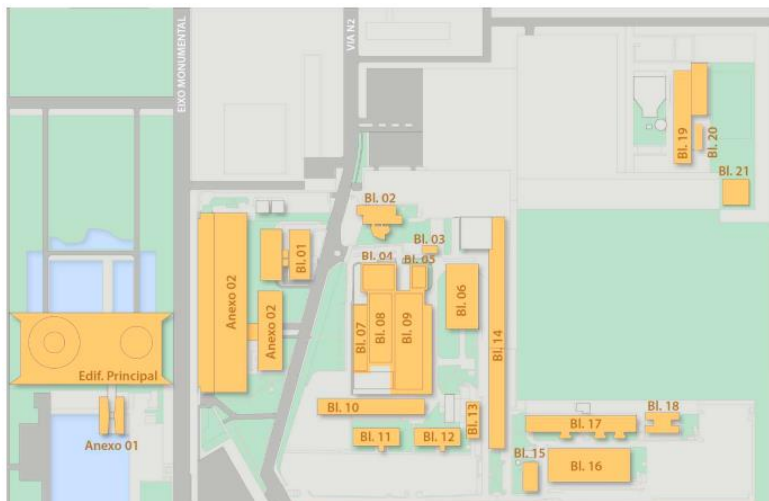 EIXO MONUMENTAL
VIA N2
Bl. 19
Bl. 20
Bl. 21
Bl. 02
Bl. 03
Bl. 01
Bl. 04
Bl. 05
Anexo 02
Anexo 02
Bl. 06
Bl. 07
Bl. 08
Bl. 09
Bl. 14
Edif. Principal
Anexo 01
Bl. 10
Bl. 11
Bl. 12
Bl. 13
Bl. 17
Bl. 18
Bl. 15
Bl. 16